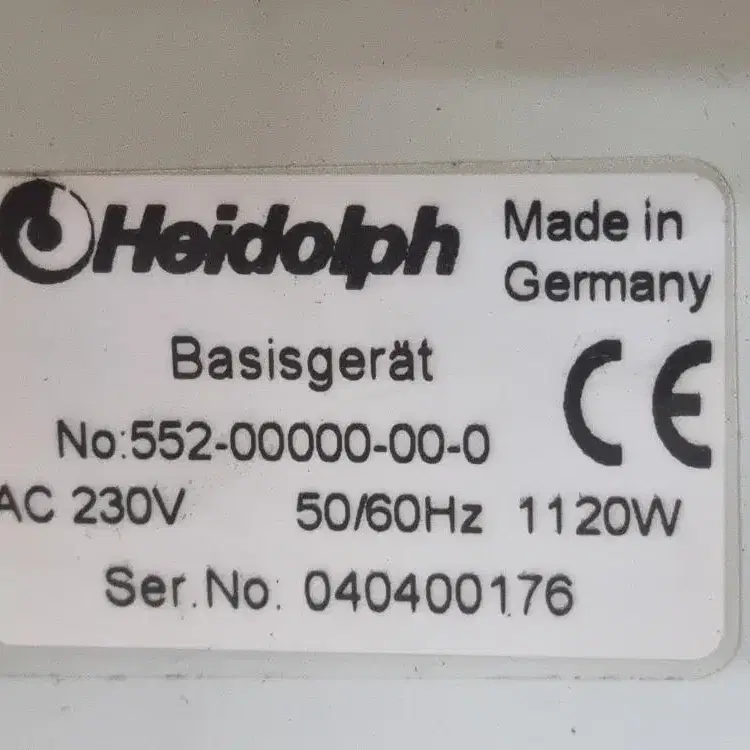 Heidolph
Made in
Germany
Basisgerät
CE
No:552-00000-00-0
AC 230V 50/60Hz 1120W
Ser.No: 040400176